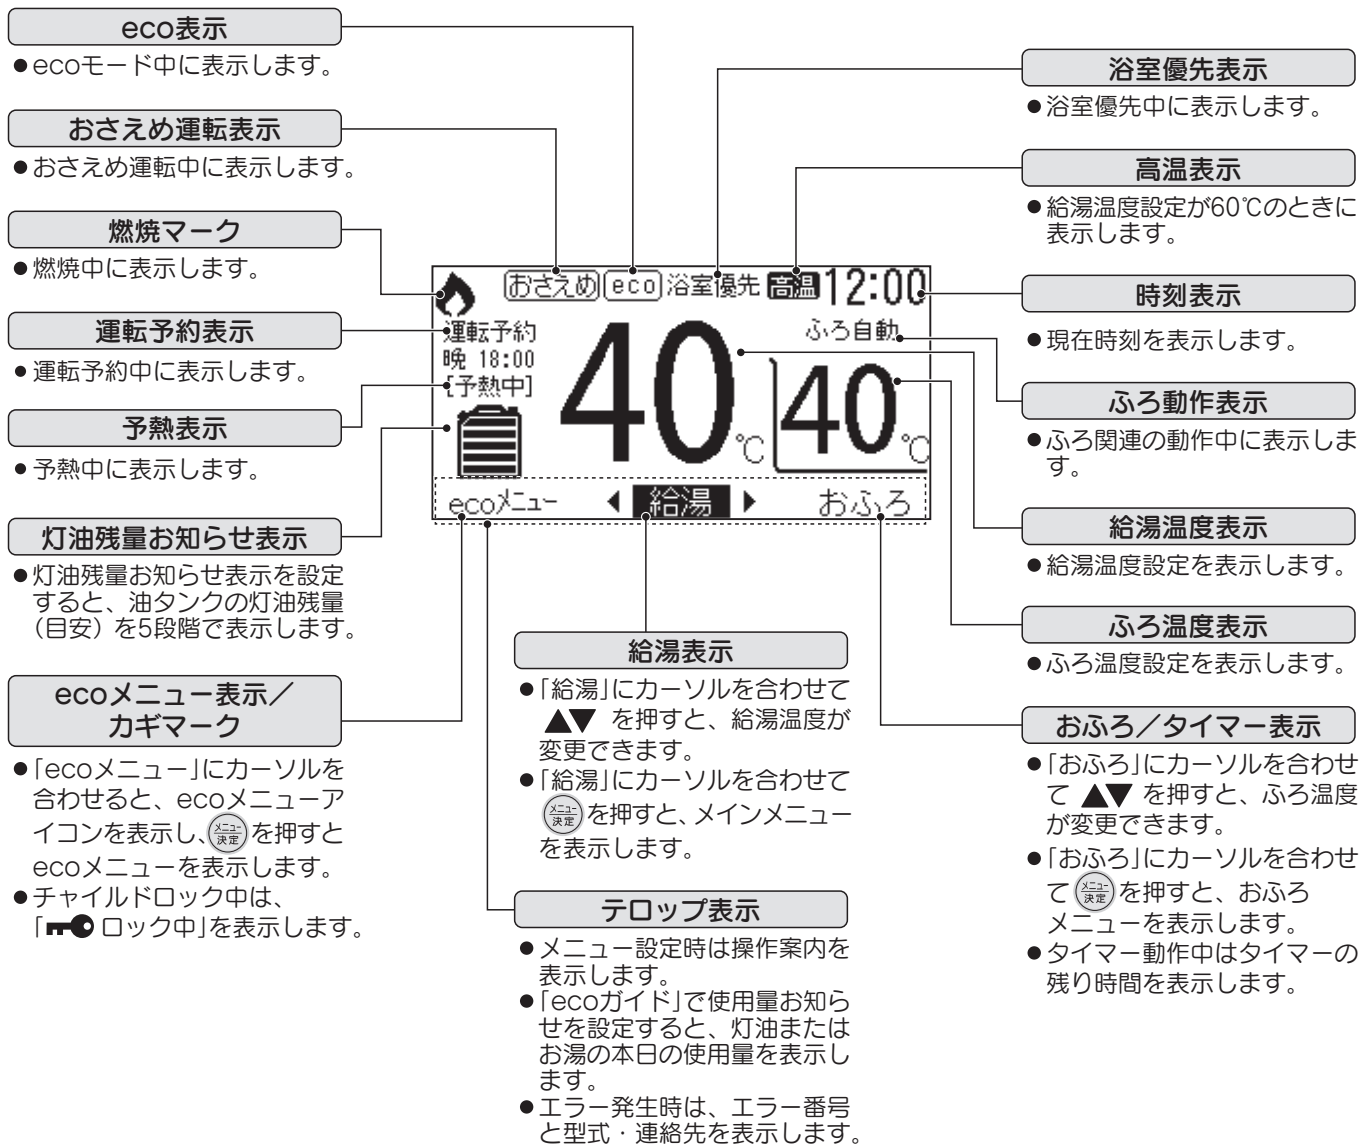 eco表示
●ecoモード中に表示します。
おさえめ運転表示
●おさえめ運転中に表示します。
燃焼マーク
●燃焼中に表示します。
運転予約表示
●運転予約中に表示します。
予熱表示
●予熱中に表示します。
灯油残量お知らせ表示
●灯油残量お知らせ表示を設定
すると、油タンクの灯油残量
（目安）を5段階で表示します。
ecoメニュー表示／
カギマーク
●「ecoメニュー」にカーソルを
合わせると、ecoメニューア
イコンを表示し、メニュー決定を押すと
ecoメニューを表示します。
●チャイルドロック中は、
「ロック中」を表示します。
おさえめ eco 浴室優先 高温 12:00
運転予約
晩 18:00
[予熱中]
40℃
ふろ自動
40℃
ecoメニュー ◀ 給湯 ▶ おふろ
給湯表示
●「給湯」にカーソルを合わせて
▲▼ を押すと、給湯温度が
変更できます。
●「給湯」にカーソルを合わせて
メニュー決定を押すと、メインメニュー
を表示します。
テロップ表示
●メニュー設定時は操作案内を
表示します。
●「ecoガイド」で使用量お知ら
せを設定すると、灯油または
お湯の本日の使用量を表示し
ます。
●エラー発生時は、エラー番号
と型式・連絡先を表示します。
浴室優先表示
●浴室優先中に表示します。
高温表示
●給湯温度設定が60℃のときに
表示します。
時刻表示
●現在時刻を表示します。
ふろ動作表示
●ふろ関連の動作中に表示しま
す。
給湯温度表示
●給湯温度設定を表示します。
ふろ温度表示
●ふろ温度設定を表示します。
おふろ／タイマー表示
●「おふろ」にカーソルを合わせ
て ▲▼ を押すと、ふろ温度
が変更できます。
●「おふろ」にカーソルを合わせ
てメニュー決定を押すと、おふろ
メニューを表示します。
●タイマー動作中はタイマーの
残り時間を表示します。